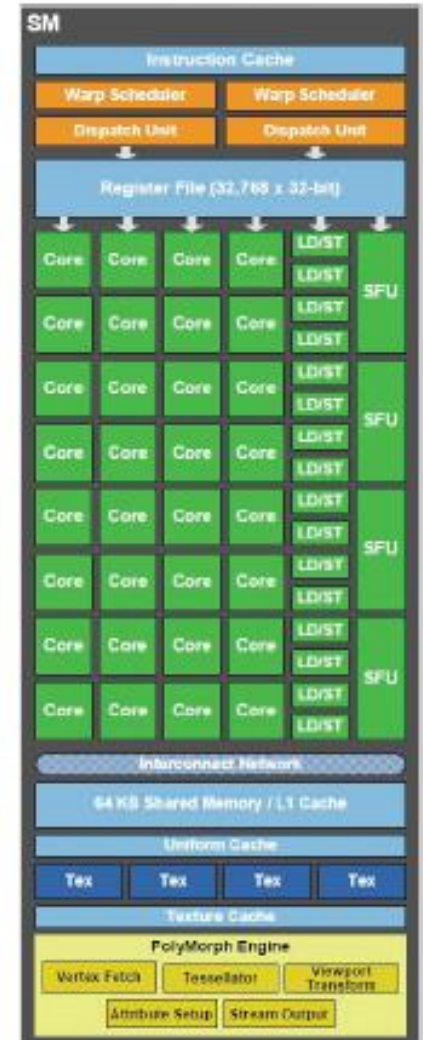 SM
Instruction Cache
Warp Scheduler Warp Scheduler
Dispatch Unit Dispatch Unit
Register File (32,768 x 32-bit)
LD/ST
Core Core Core Core
LD/ST
SFU
LD/ST
Core Core Core Core
LD/ST
LD/ST
Core Core Core Core
LD/ST
SFU
LD/ST
Core Core Core Core
LD/ST
LD/ST
Core Core Core Core
LD/ST
SFU
LD/ST
Core Core Core Core
LD/ST
LD/ST
Core Core Core Core
LD/ST
SFU
LD/ST
Core Core Core Core
LD/ST
Interconnect Network
64 KB Shared Memory / L1 Cache
Uniform Cache
Tex Tex Tex Tex
Texture Cache
PolyMorph Engine
Vertex Fetch Tessellator Viewport
Transform
Attribute Setup Stream Output